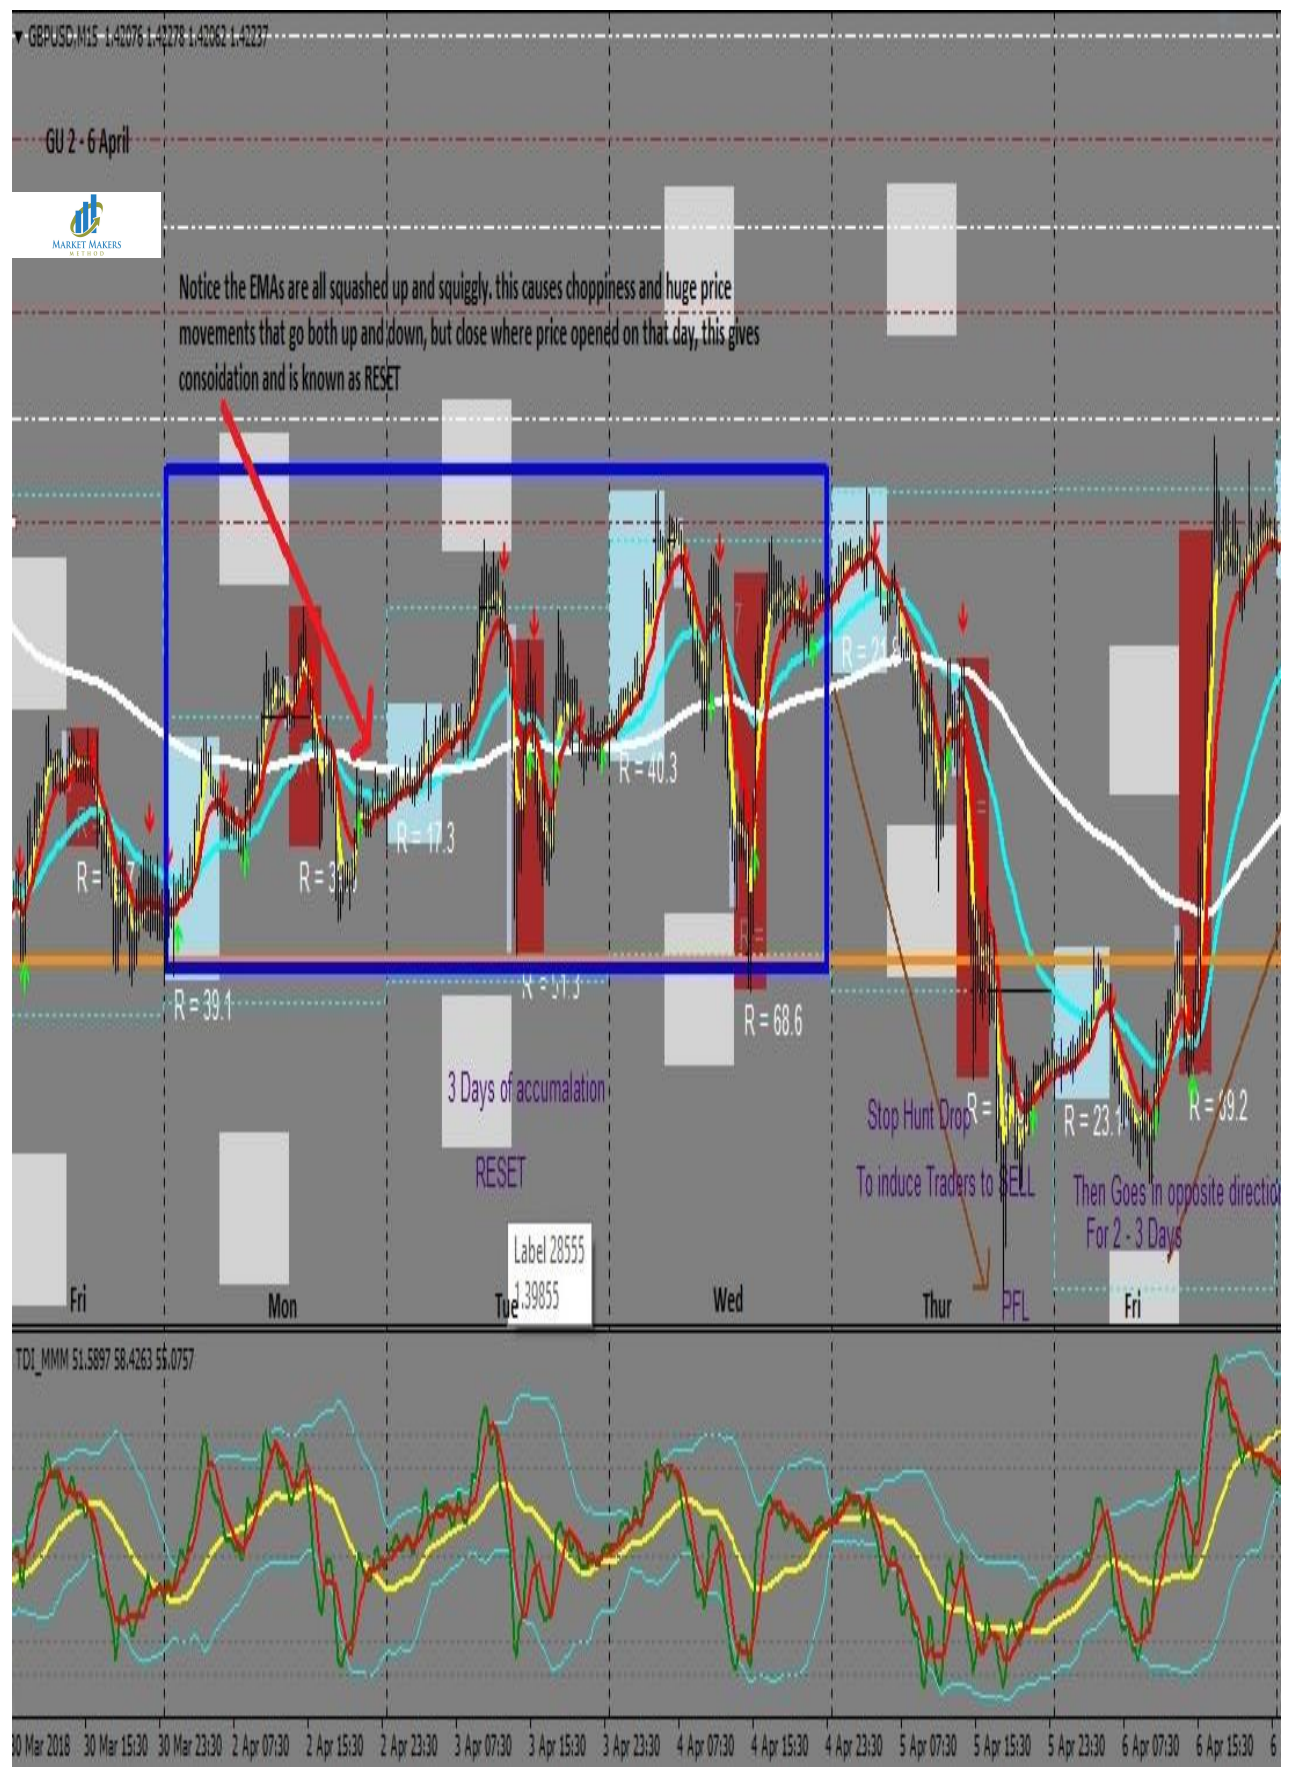 GBPUSD,M15 1.42076 1.42278 1.42062 1.42237
GU 2 - 6 April
MARKET MAKERS
METHOD
Notice the EMAs are all squashed up and squiggly. this causes choppiness and huge price
movements that go both up and down, but close where price opened on that day, this gives
consoidation and is known as RESET
R = 21.
R = 40.3
R = 17.3
R =
R = 3
R = 39.1
R = 51.3
R = 68.6
3 Days of accumalation
RESET
Stop Hunt Drop
To induce Traders to SELL
R =
R = 23.1
R = 39.2
Then Goes in opposite direction
For 2 - 3 Days
Label 28555
1.39855
Fri
Mon
Tue
Wed
Thur
PFL
Fri
TDI_MMM 51.5897 58.4263 55.0757
30 Mar 2018 30 Mar 15:30 30 Mar 23:30 2 Apr 07:30 2 Apr 15:30 2 Apr 23:30 3 Apr 07:30 3 Apr 15:30 3 Apr 23:30 4 Apr 07:30 4 Apr 15:30 4 Apr 23:30 5 Apr 07:30 5 Apr 15:30 5 Apr 23:30 6 Apr 07:30 6 Apr 15:30 6